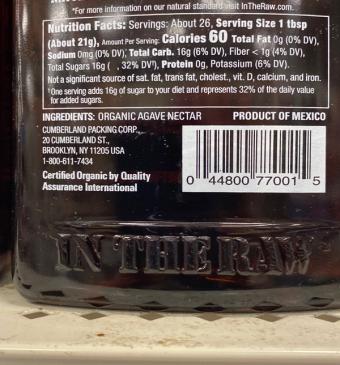 *For more information on our natural standard visit InTheRaw.com.
Nutrition Facts: Servings: About 26, Serving Size 1 tbsp
(About 21g), Amount Per Serving: Calories 60 Total Fat 0g (0% DV),
Sodium 0mg (0% DV), Total Carb. 16g (6% DV), Fiber < 1g (4% DV),
Total Sugars 16g ( , 32% DV†), Protein 0g, Potassium (6% DV).
Not a significant source of sat. fat, trans fat, cholest., vit. D, calcium, and iron.
†One serving adds 16g of sugar to your diet and represents 32% of the daily value
for added sugars.
INGREDIENTS: ORGANIC AGAVE NECTAR
PRODUCT OF MEXICO
CUMBERLAND PACKING CORP.
20 CUMBERLAND ST.,
BROOKLYN, NY 11205 USA
1-800-611-7434
Certified Organic by Quality
Assurance International
0 44800 77001 5
IN THE RAW